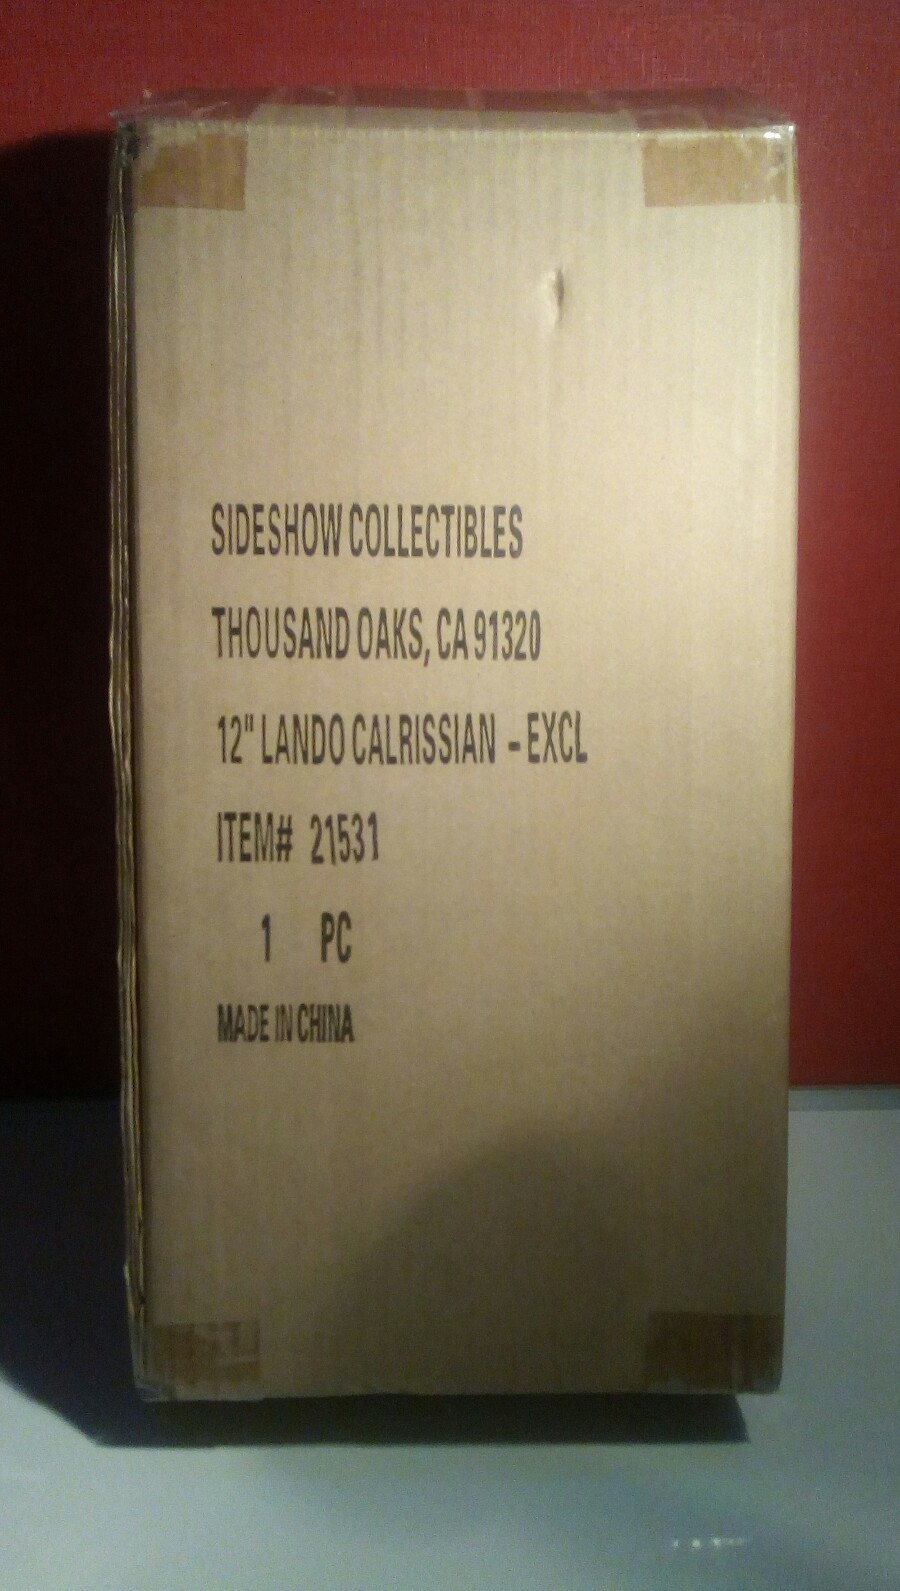 SIDESHOW COLLECTIBLES
THOUSAND OAKS, CA 91320
12" LANDO CALRISSIAN - EXCL
ITEM# 21531
1 PC
MADE IN CHINA